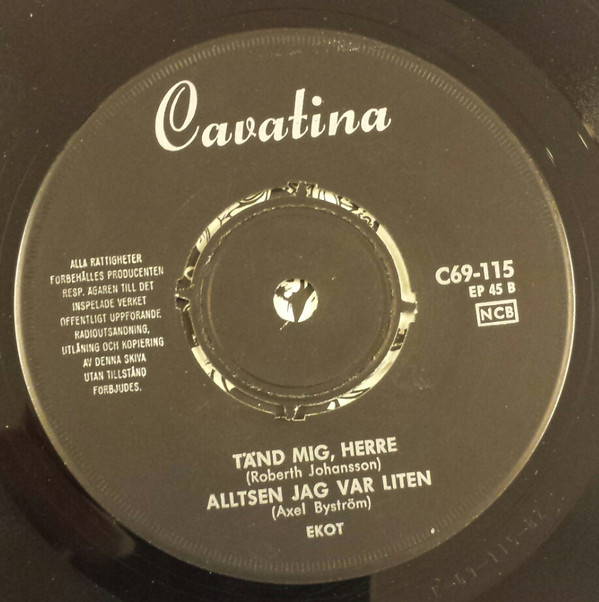 Cavatina
ALLA RÄTTIGHETER
FÖRBEHÅLLES PRODUCENTEN
RESP. ÄGAREN TILL DET
INSPELADE VERKET
OFFENTLIGT UPPFÖRANDE,
RADIOUTSÄNDNING,
UTLÅNING OCH KOPIERING
AV DENNA SKIVA
UTAN TILLSTÅND
FÖRBJUDES.
C69-115
EP 45 B
NCB
TÄND MIG, HERRE
(Roberth Johansson)
ALLTSEN JAG VAR LITEN
(Axel Byström)
EKOT